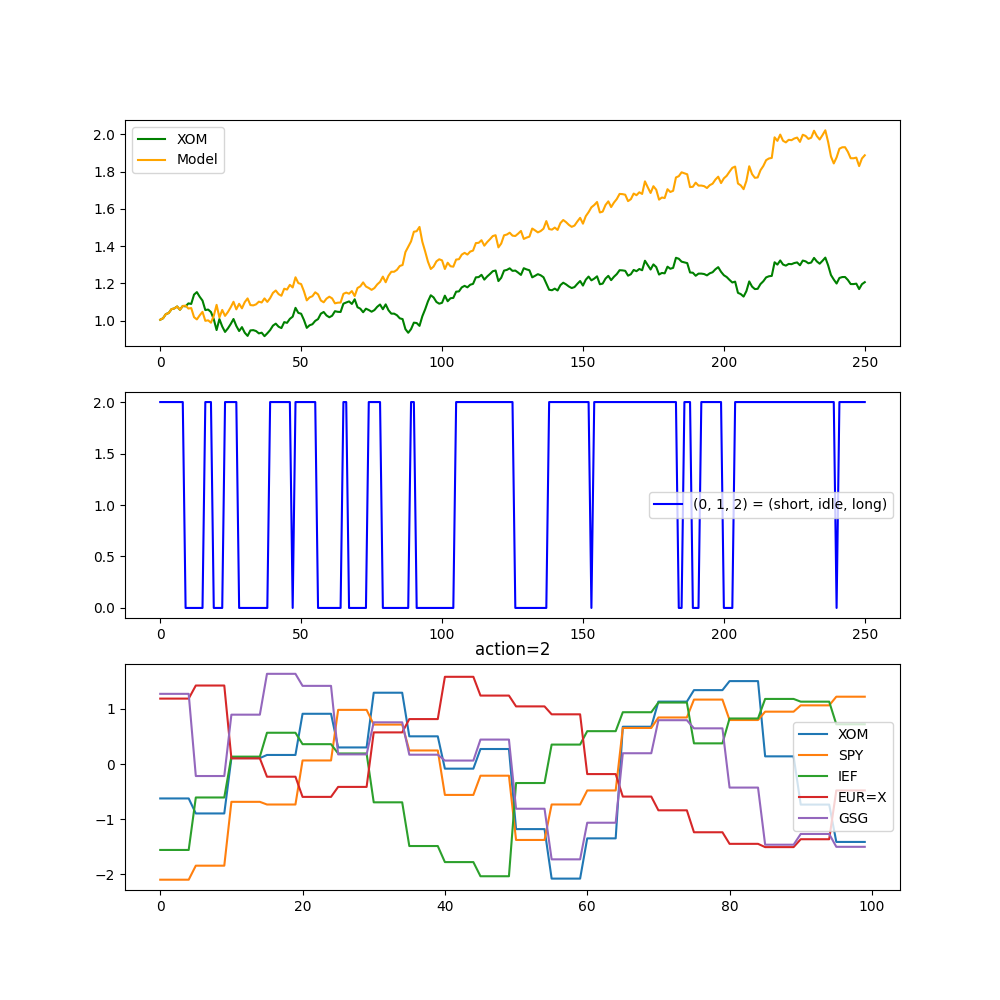 2.0
1.8
1.6
1.4
1.2
1.0
XOM
Model
0 50 100 150 200 250
2.0
1.5
1.0
0.5
0.0
(0, 1, 2) = (short, idle, long)
0 50 100 150 200 250
action=2
1
0
−1
−2
XOM
SPY
IEF
EUR=X
GSG
0 20 40 60 80 100